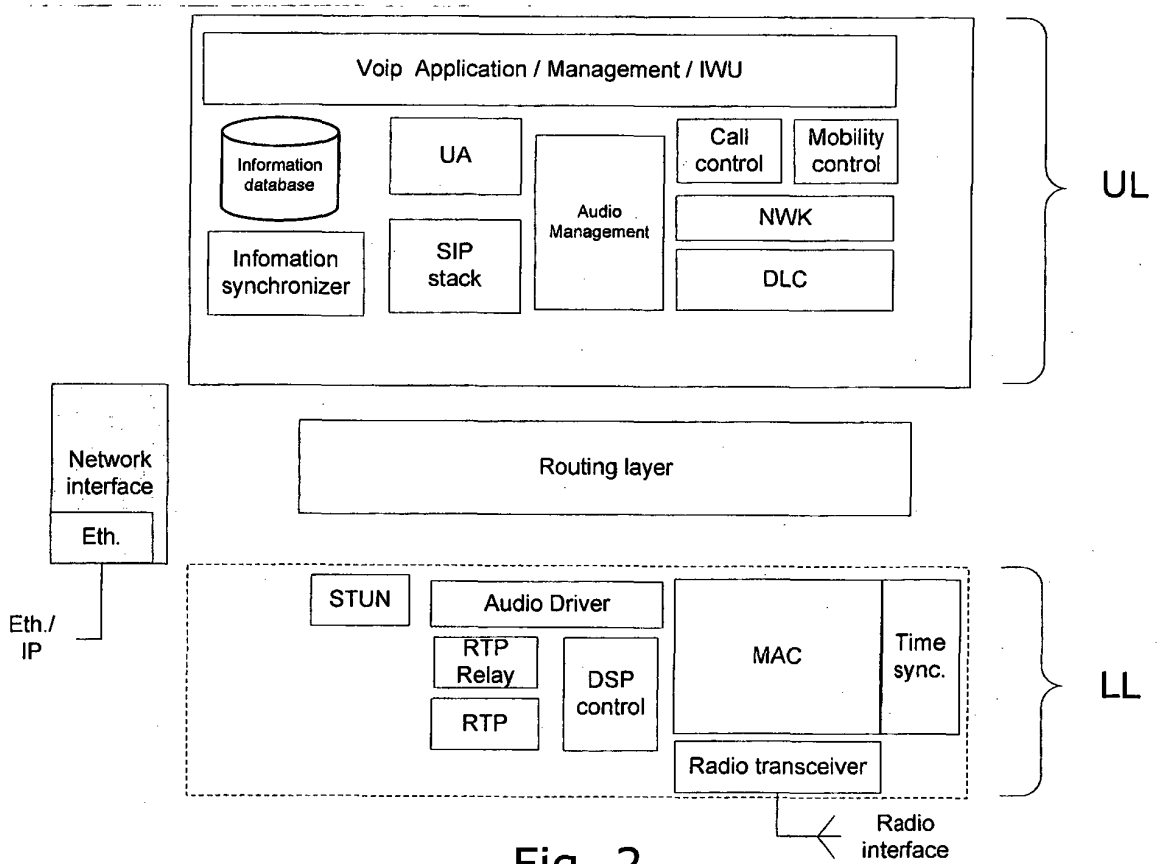 Voip Application / Management / IWU
Information
database
UA
Audio
Management
Call
control
Mobility
control
NWK
DLC
Infomation
synchronizer
SIP
stack
UL
Network
interface
Eth.
Eth./
IP
Routing layer
STUN
Audio Driver
RTP
Relay
RTP
DSP
control
MAC
Time
sync.
Radio transceiver
LL
Radio
interface
Fig. 2